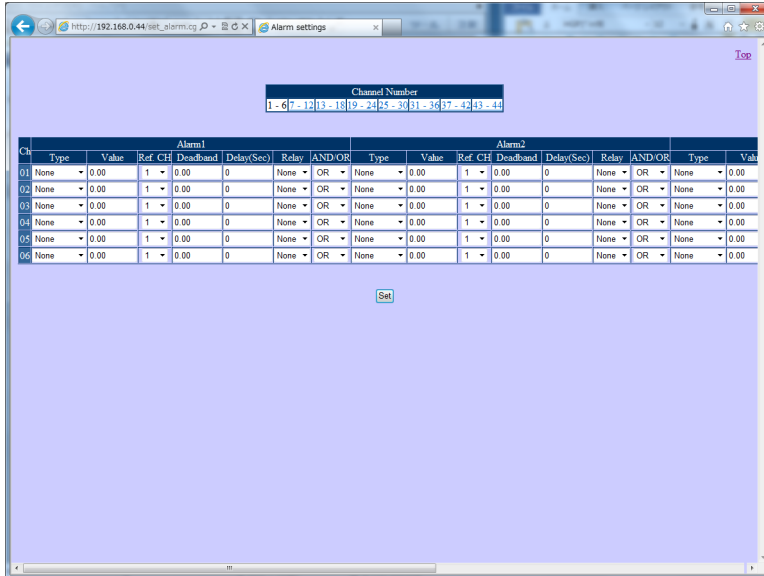 http://192.168.0.44/set_alarm.cg
Alarm settings
Top
Channel Number
1 - 6 7 - 12 13 - 18 19 - 24 25 - 30 31 - 36 37 - 42 43 - 44
Ch Alarm1 Alarm2
Type Value Ref. CH Deadband Delay(Sec) Relay AND/OR Type Value Ref. CH Deadband Delay(Sec) Relay AND/OR Type Valu
01 None 0.00 1 0.00 0 None OR None 0.00 1 0.00 0 None OR None 0.00
02 None 0.00 1 0.00 0 None OR None 0.00 1 0.00 0 None OR None 0.00
03 None 0.00 1 0.00 0 None OR None 0.00 1 0.00 0 None OR None 0.00
04 None 0.00 1 0.00 0 None OR None 0.00 1 0.00 0 None OR None 0.00
05 None 0.00 1 0.00 0 None OR None 0.00 1 0.00 0 None OR None 0.00
06 None 0.00 1 0.00 0 None OR None 0.00 1 0.00 0 None OR None 0.00
Set